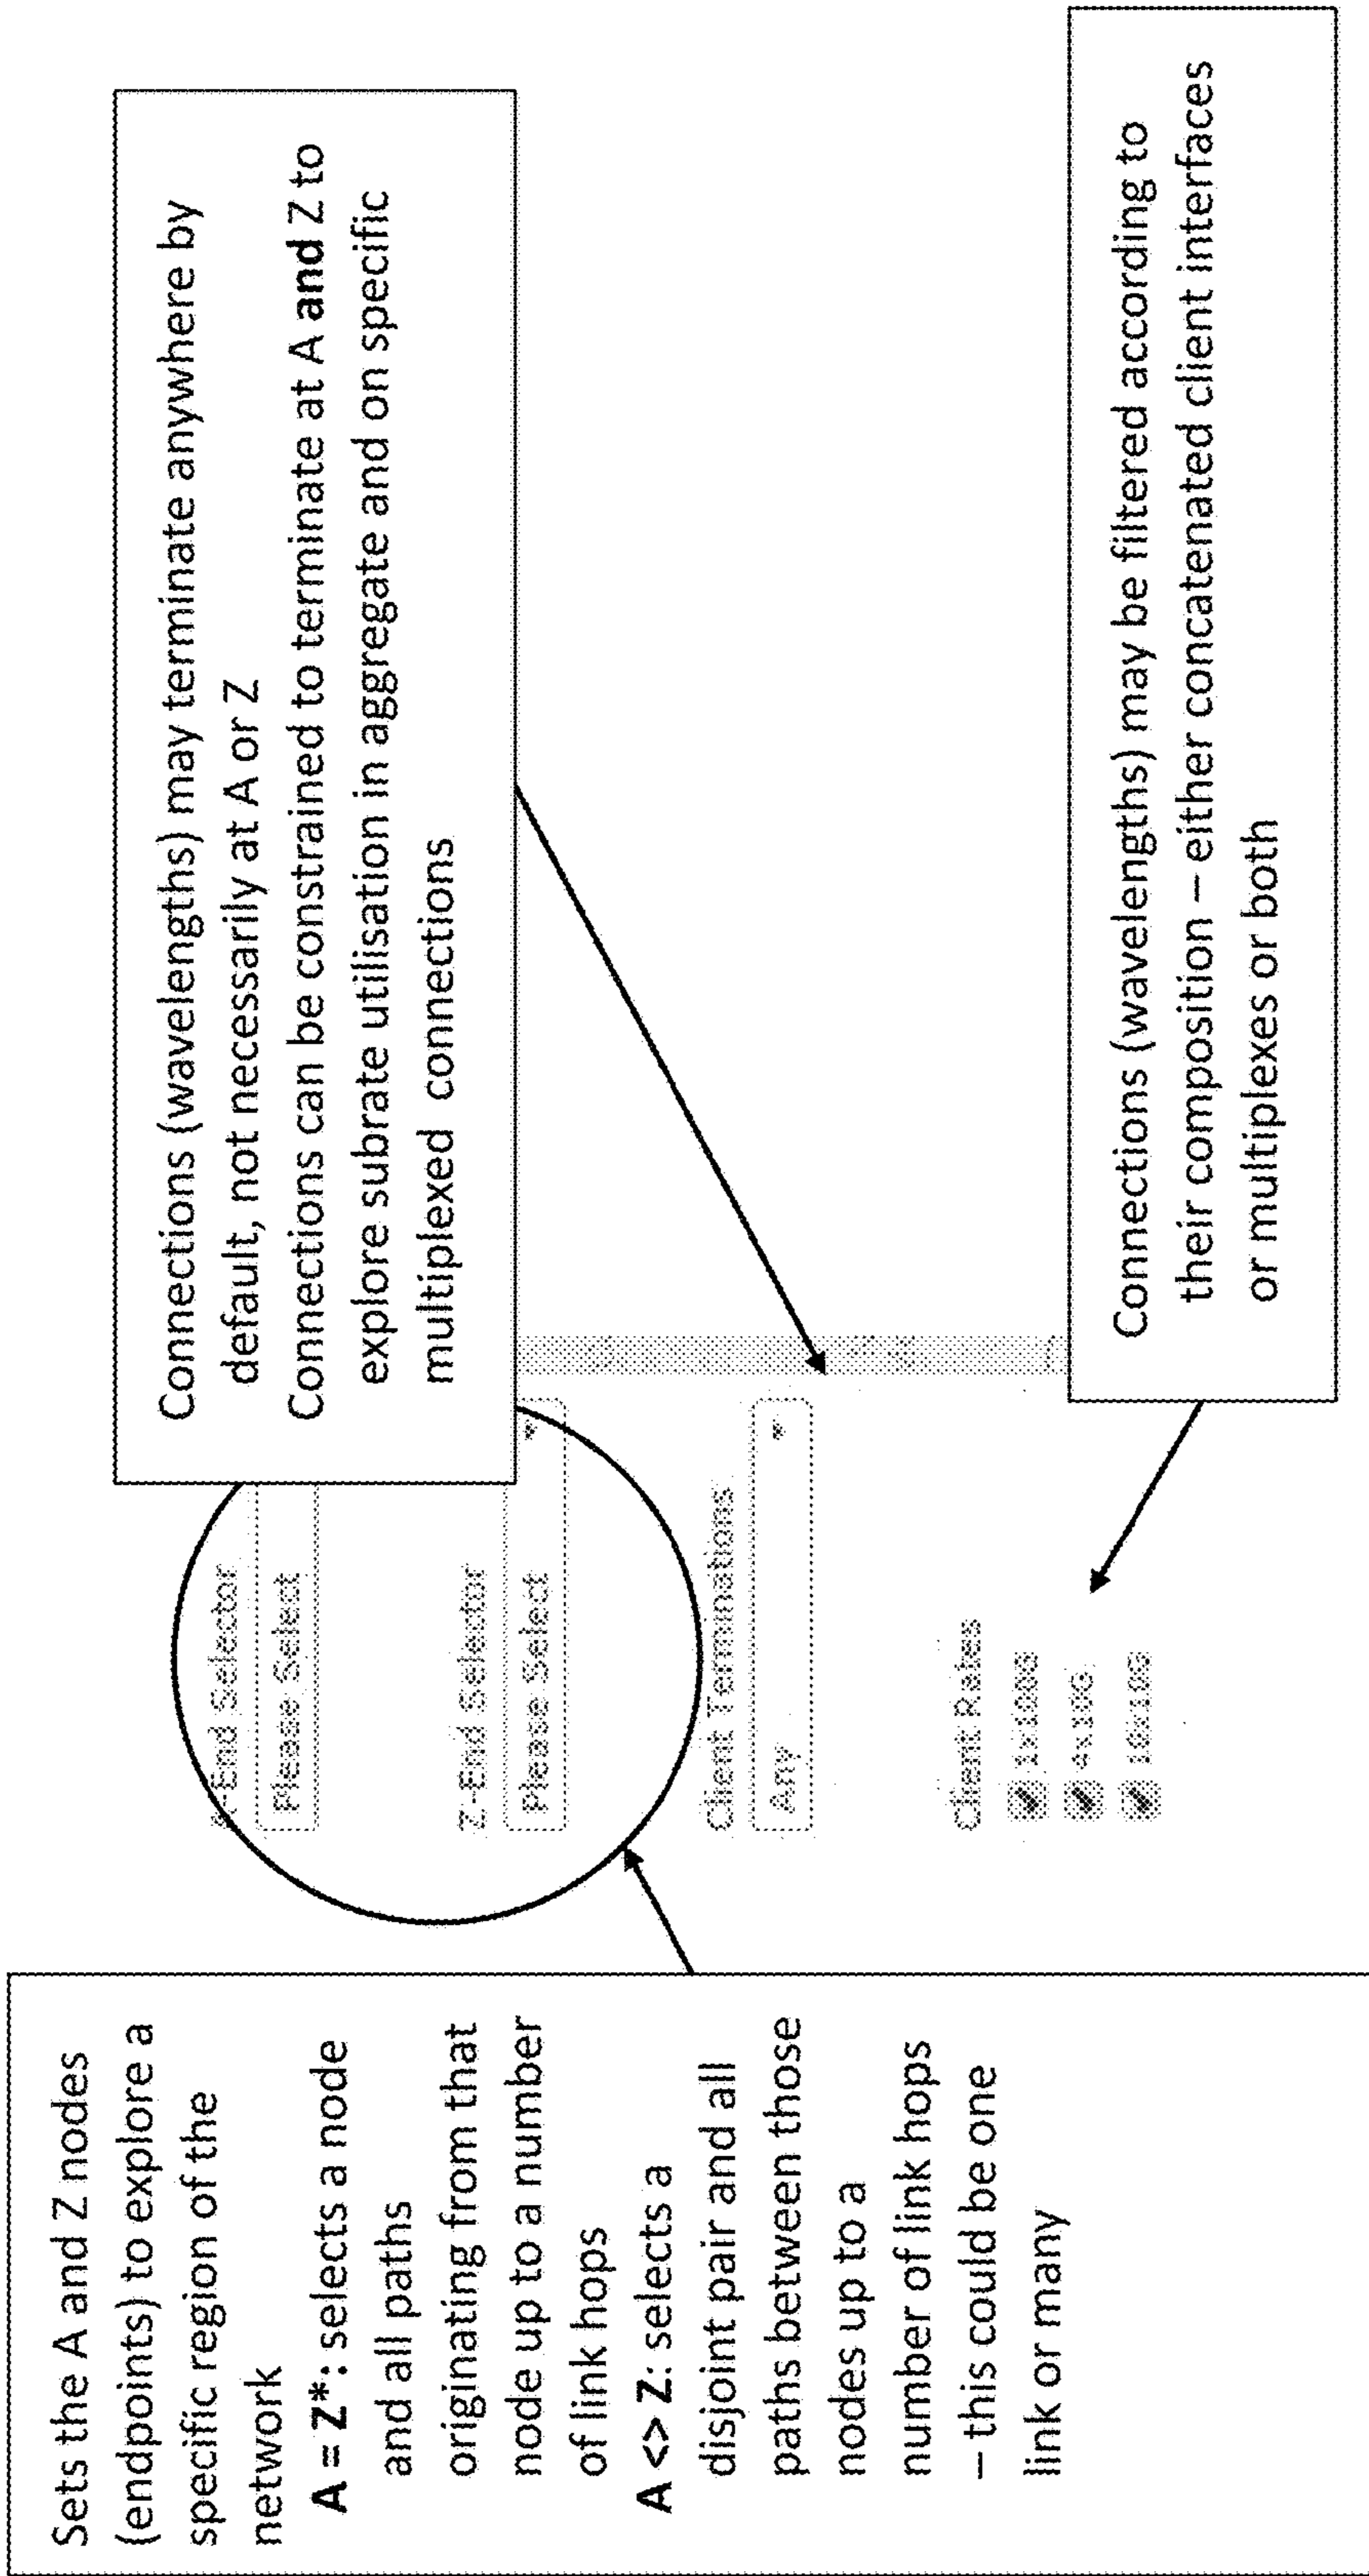 Sets the A and Z nodes
(endpoints) to explore a
specific region of the
network
A = Z*: selects a node
and all paths
originating from that
node up to a number
of link hops
A <> Z: selects a
disjoint pair and all
paths between those
nodes up to a
number of link hops
– this could be one
link or many
A-End Selector
Please Select
Z-End Selector
Please Select
Client Terminations
Any
Client Rates
1x100G
4x10G
10x10G
Connections (wavelengths) may terminate anywhere by
default, not necessarily at A or Z
Connections can be constrained to terminate at A and Z to
explore subrate utilisation in aggregate and on specific
multiplexed connections
Connections (wavelengths) may be filtered according to
their composition – either concatenated client interfaces
or multiplexes or both